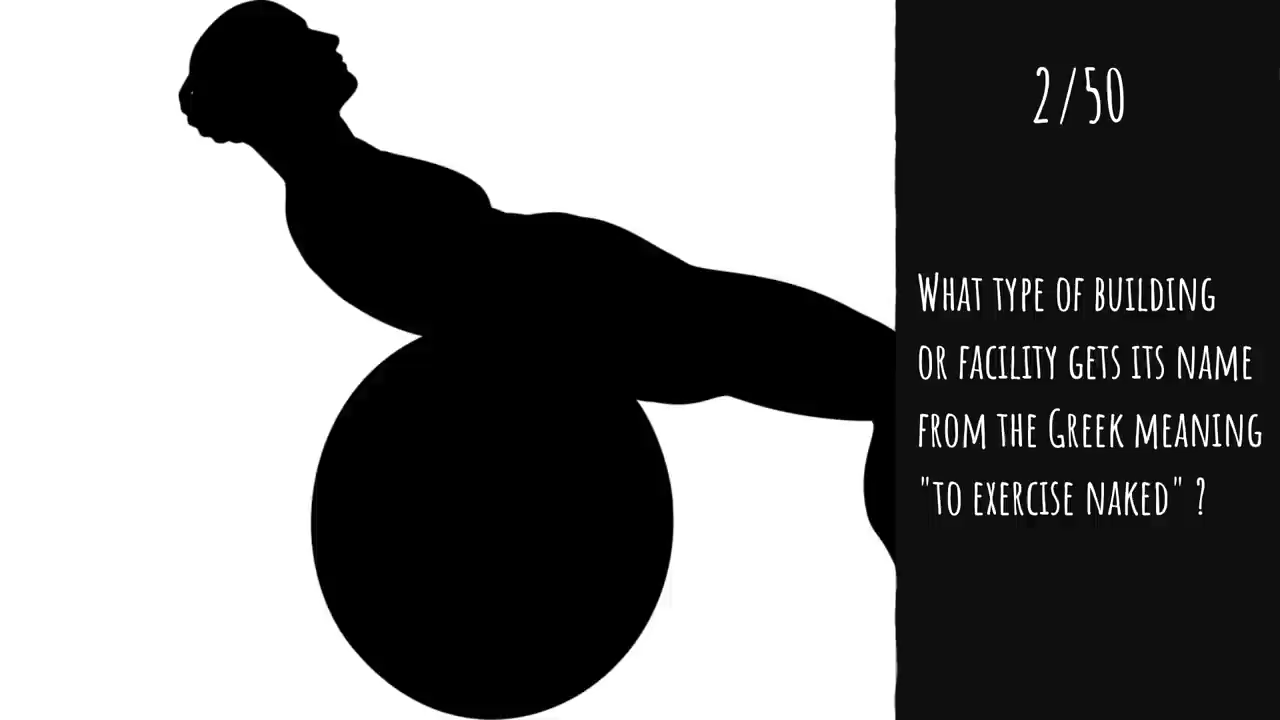 2/50
What type of building
or facility gets its name
from the Greek meaning
"to exercise naked" ?